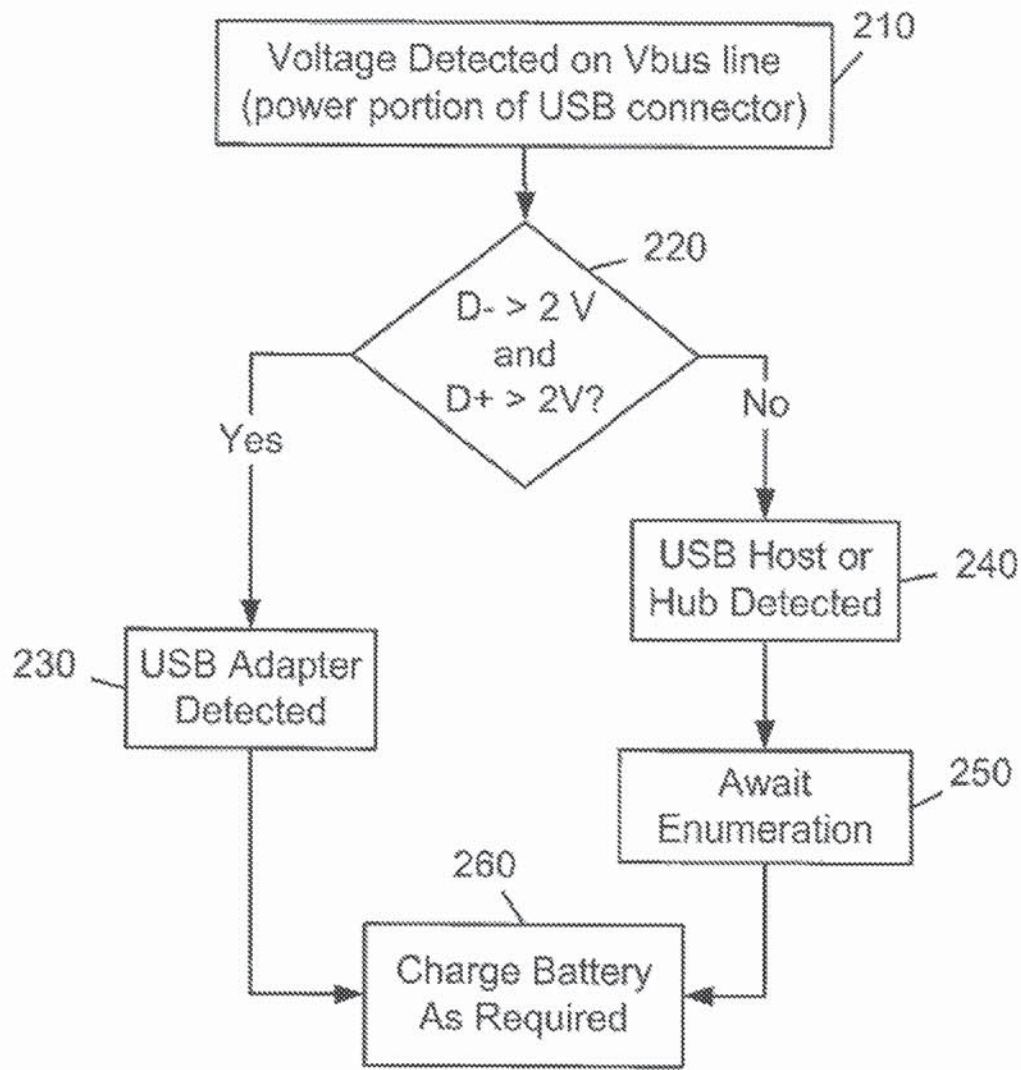 210
Voltage Detected on Vbus line
(power portion of USB connector)
220
D- > 2 V
and
D+ > 2V?
Yes
No
USB Host or
Hub Detected
240
230
USB Adapter
Detected
Await
Enumeration
250
260
Charge Battery
As Required